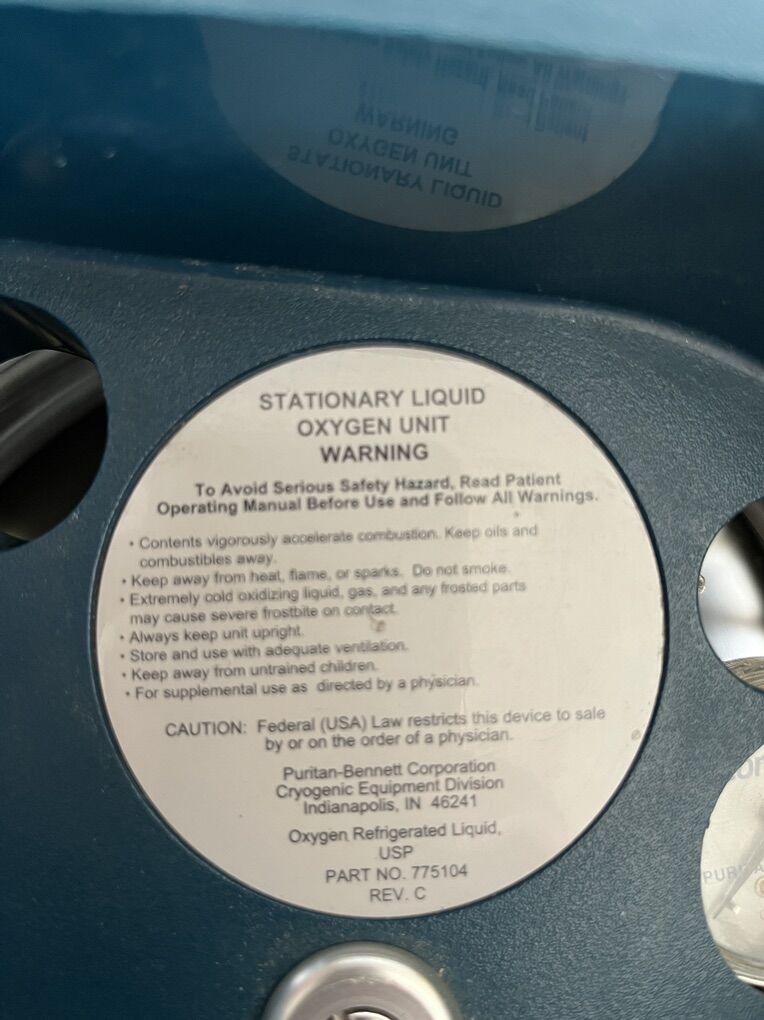 STATIONARY LIQUID
OXYGEN UNIT
WARNING
STATIONARY LIQUID
OXYGEN UNIT
WARNING
To Avoid Serious Safety Hazard, Read Patient
Operating Manual Before Use and Follow All Warnings.
• Contents vigorously accelerate combustion. Keep oils and
combustibles away.
• Keep away from heat, flame, or sparks. Do not smoke.
• Extremely cold oxidizing liquid, gas, and any frosted parts
may cause severe frostbite on contact.
• Always keep unit upright.
• Store and use with adequate ventilation.
• Keep away from untrained children.
• For supplemental use as directed by a physician.
CAUTION: Federal (USA) Law restricts this device to sale
by or on the order of a physician.
Puritan-Bennett Corporation
Cryogenic Equipment Division
Indianapolis, IN 46241
Oxygen Refrigerated Liquid,
USP
PART NO. 775104
REV. C